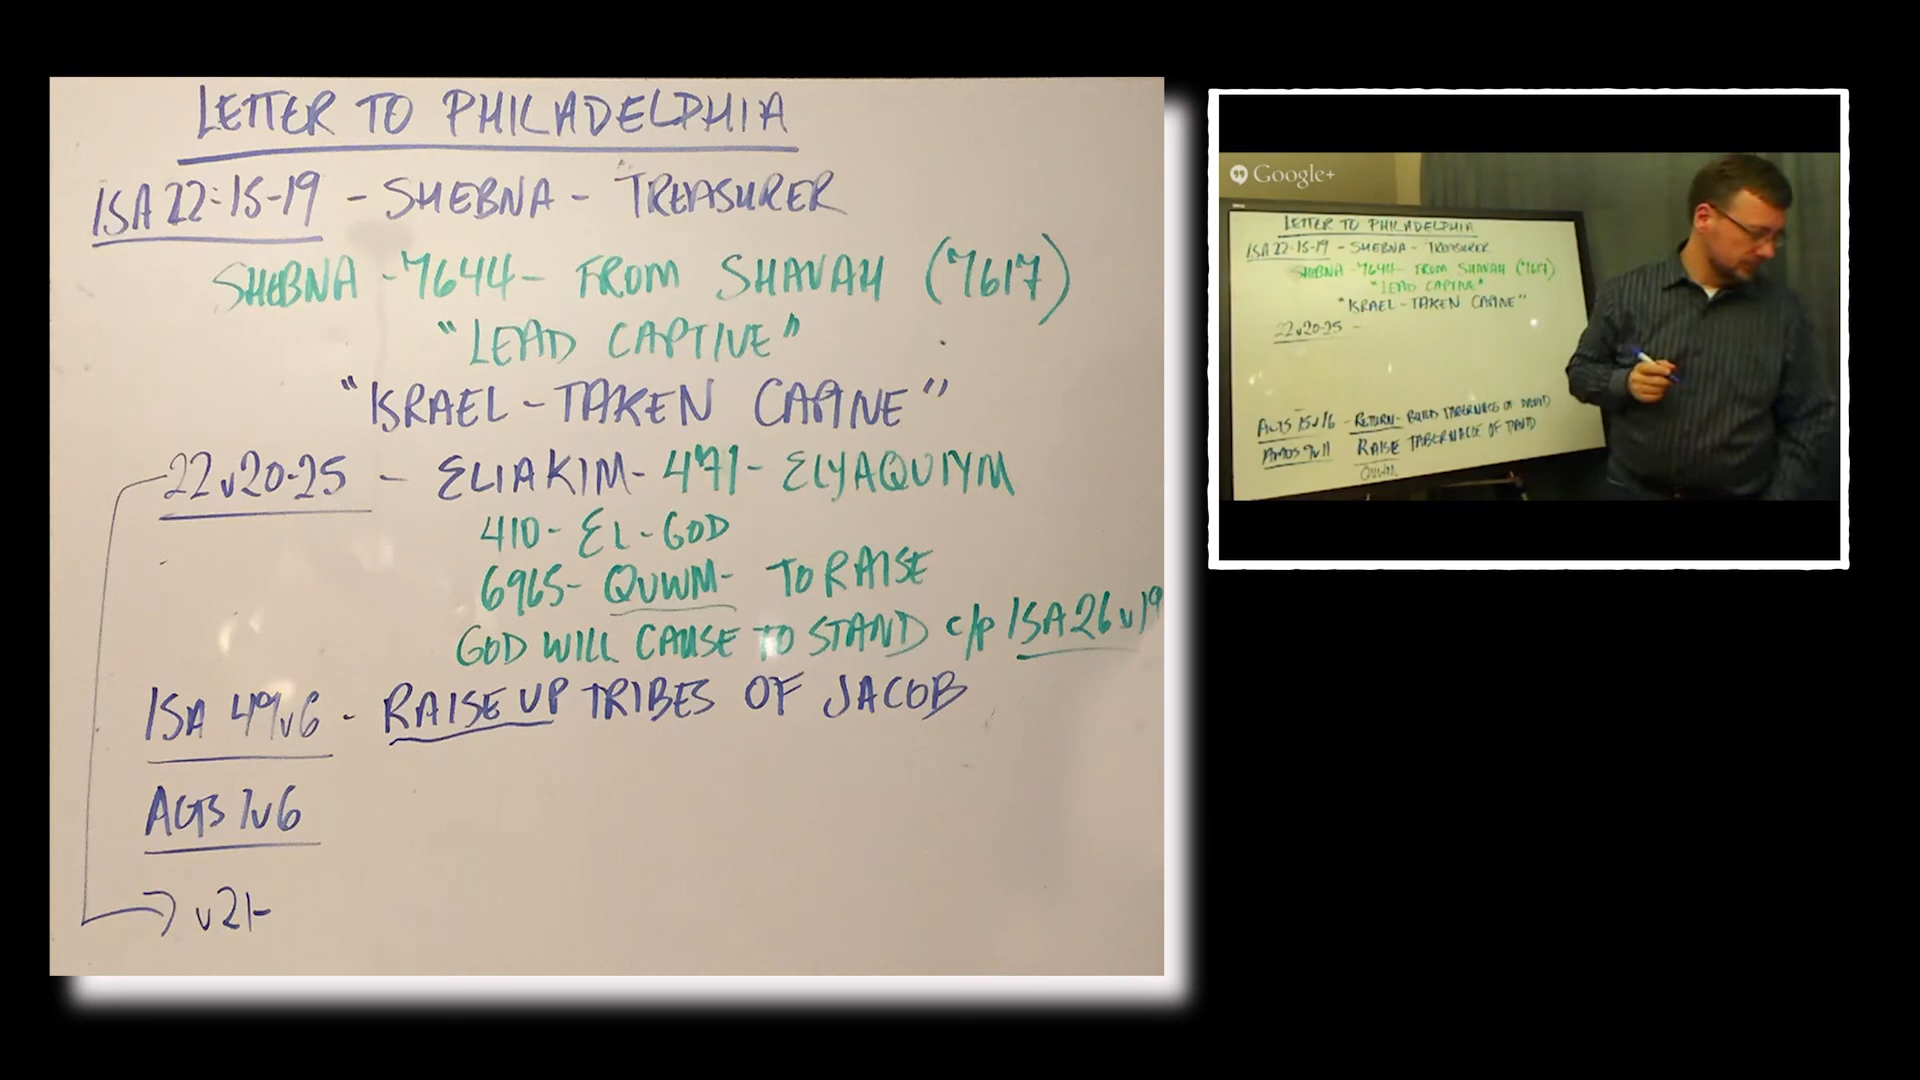 LETTER TO PHILADELPHIA
ISA 22:15-19 - SHEBNA - TREASURER
SHEBNA - 7644 - FROM SHAVAH (7617)
"LEAD CAPTIVE"
"ISRAEL - TAKEN CAPTIVE"
22v20-25 - ELIAKIM - 471 - ELYAQUIYM
410 - EL - GOD
6965 - QUWM - TO RAISE
GOD WILL CAUSE TO STAND c/p ISA 26v19
ISA 49v6 - RAISE UP TRIBES OF JACOB
ACTS 1v6
v21-
Google+
LETTER TO PHILADELPHIA
ISA 22:15-19 - SHEBNA - TREASURER
SHEBNA - 7644 - FROM SHAVAH (7617)
"LEAD CAPTIVE"
"ISRAEL - TAKEN CAPTIVE"
22v20-25 -
ACTS 15v16 - RETURN - BUILD TABERNACLE OF DAVID
AMOS 9v11 RAISE TABERNACLE OF DAVID
QUWM